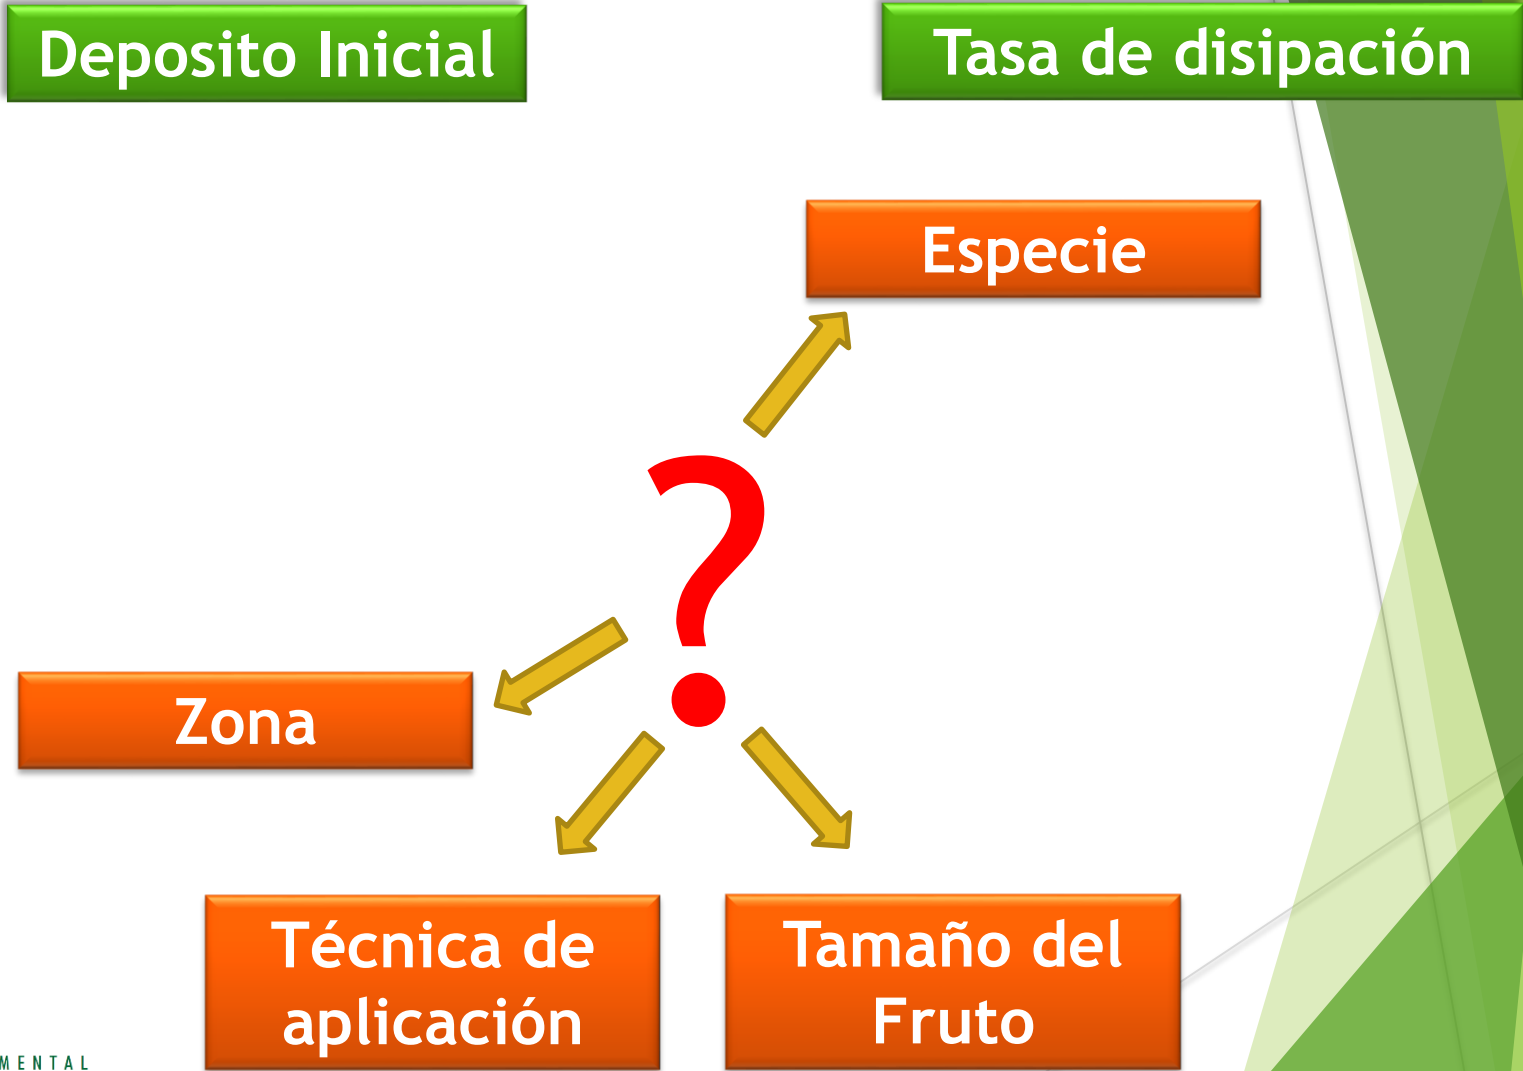 Deposito Inicial
Tasa de disipación
Especie
?
Zona
Técnica de
aplicación
Tamaño del
Fruto
MENTAL